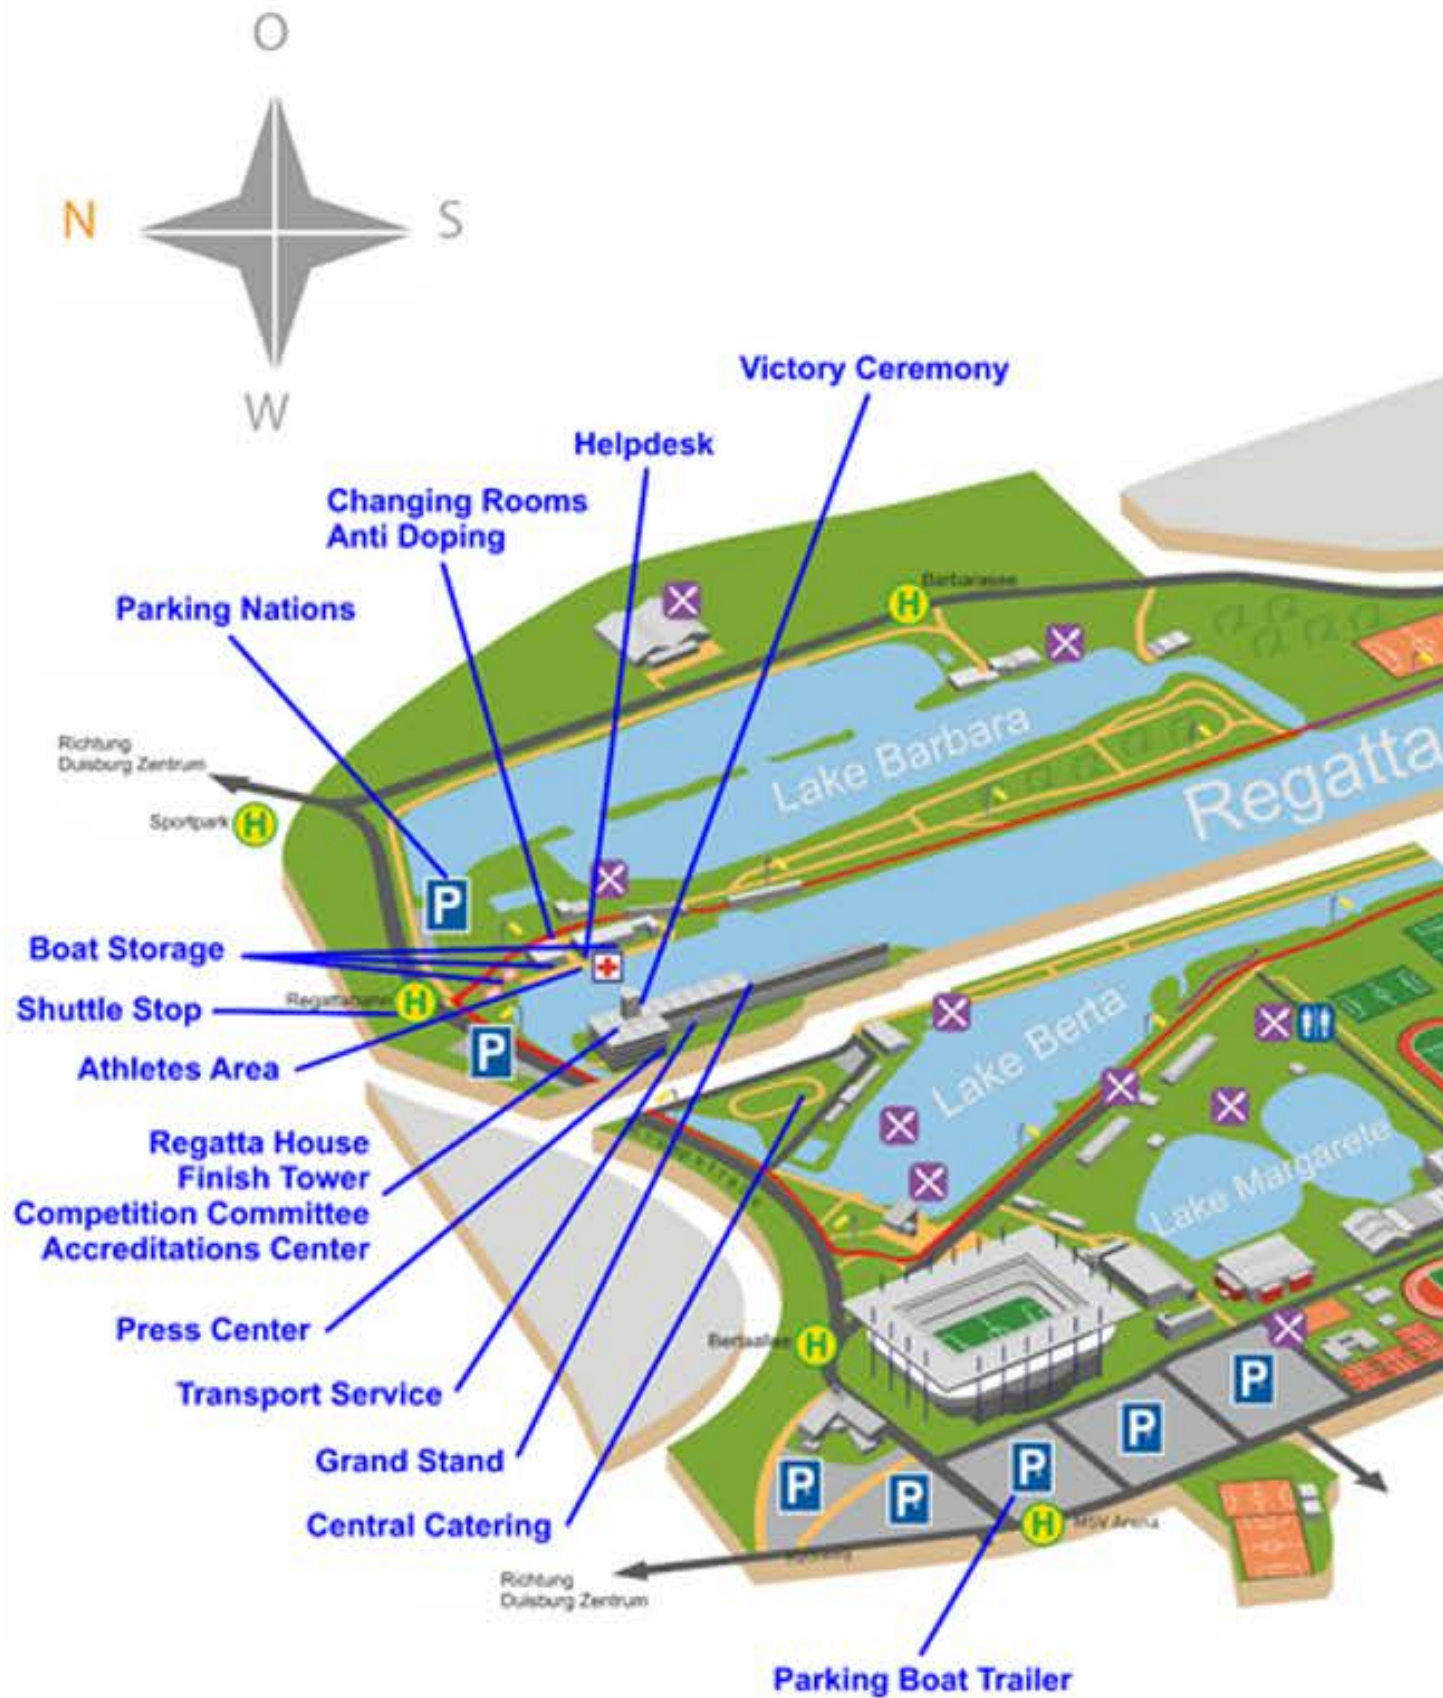 O
N
S
W
Victory Ceremony
Helpdesk
Changing Rooms
Anti Doping
Parking Nations
H
Barbarasee
Richtung
Duisburg Zentrum
Sportpark H
Lake Barbara
Regatta
P
Boat Storage
Regattabahn H
Shuttle Stop
P
Athletes Area
Lake Berta
Regatta House
Finish Tower
Competition Committee
Accreditations Center
Lake Margarete
Press Center
Bertaallee H
Transport Service
P
P
P
Grand Stand
P
P
Central Catering
H MSV Arena
Richtung
Duisburg Zentrum
Parking Boat Trailer